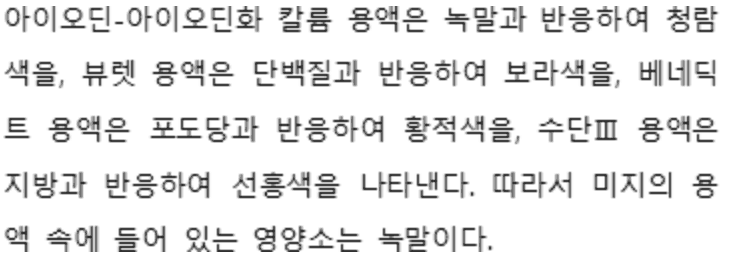 아이오딘-아이오딘화 칼륨 용액은 녹말과 반응하여 청람
색을, 뷰렛 용액은 단백질과 반응하여 보라색을, 베네딕
트 용액은 포도당과 반응하여 황적색을, 수단Ⅲ 용액은
지방과 반응하여 선홍색을 나타낸다. 따라서 미지의 용
액 속에 들어 있는 영양소는 녹말이다.